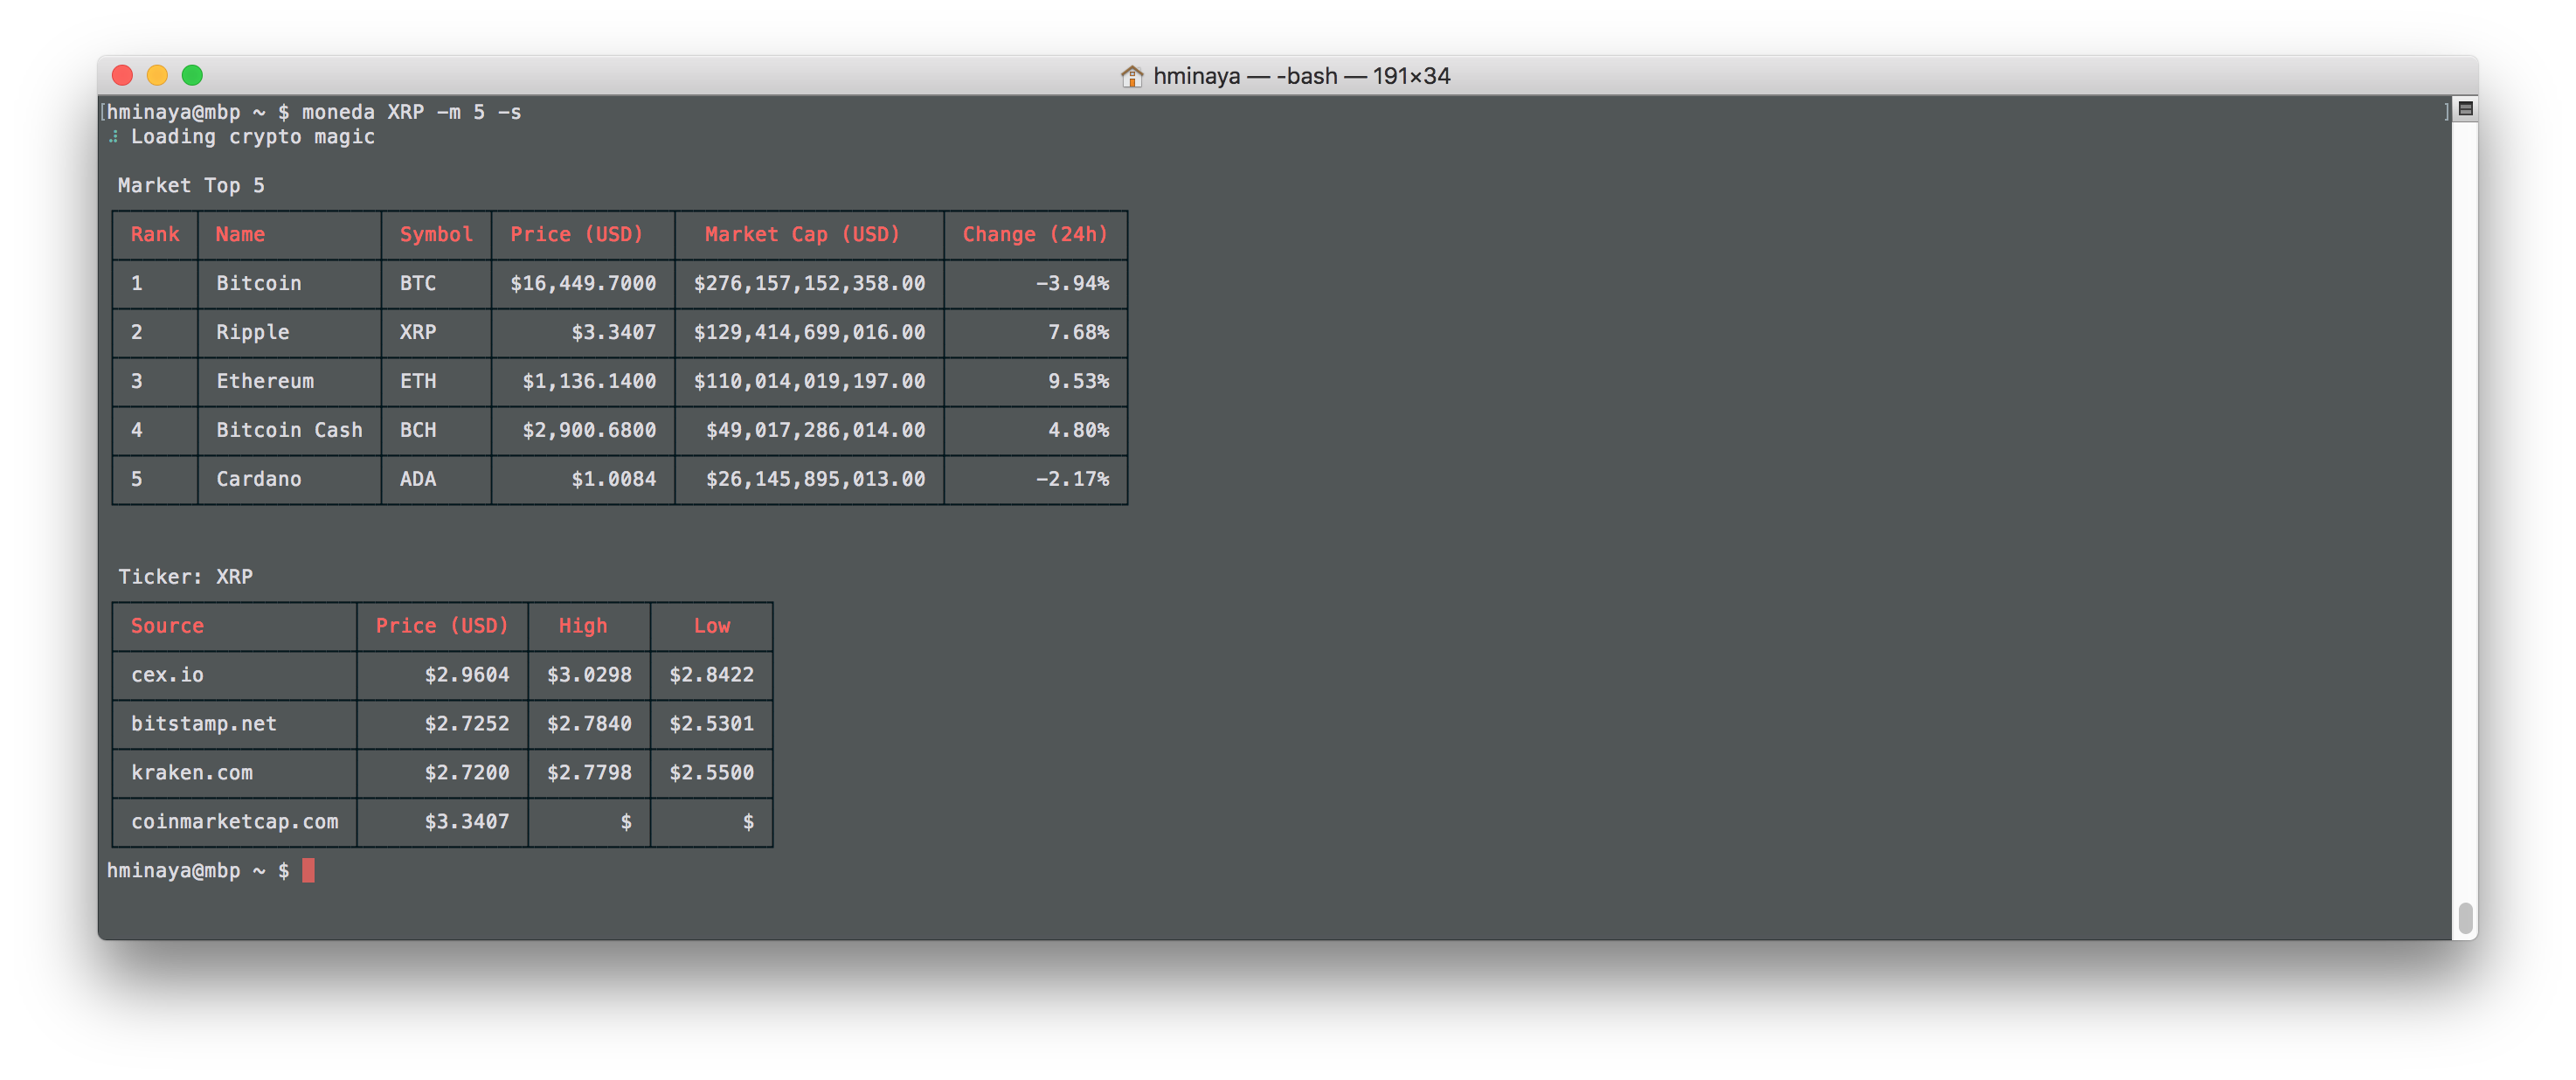 hminaya — -bash — 191×34
[hminaya@mbp ~ $ moneda XRP -m 5 -s ]
⠼ Loading crypto magic
Market Top 5
Rank Name Symbol Price (USD) Market Cap (USD) Change (24h)
1 Bitcoin BTC $16,449.7000 $276,157,152,358.00 -3.94%
2 Ripple XRP $3.3407 $129,414,699,016.00 7.68%
3 Ethereum ETH $1,136.1400 $110,014,019,197.00 9.53%
4 Bitcoin Cash BCH $2,900.6800 $49,017,286,014.00 4.80%
5 Cardano ADA $1.0084 $26,145,895,013.00 -2.17%
Ticker: XRP
Source Price (USD) High Low
cex.io $2.9604 $3.0298 $2.8422
bitstamp.net $2.7252 $2.7840 $2.5301
kraken.com $2.7200 $2.7798 $2.5500
coinmarketcap.com $3.3407 $ $
hminaya@mbp ~ $